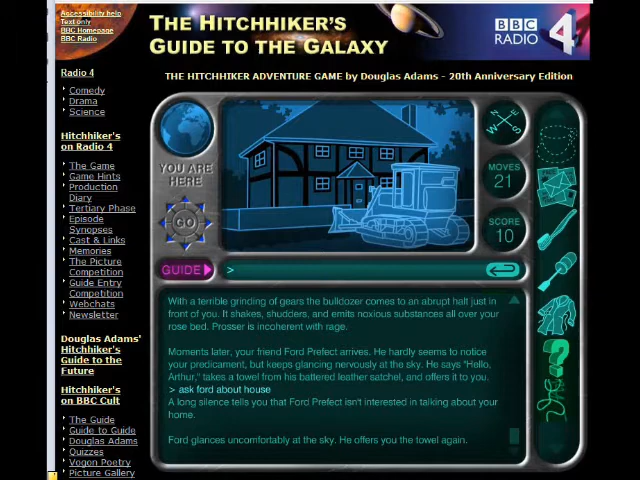 Accessibility help
Text only
BBC Homepage
BBC Radio
THE HITCHHIKER'S
GUIDE TO THE GALAXY
BBC
RADIO
4
Radio 4
THE HITCHHIKER ADVENTURE GAME by Douglas Adams - 20th Anniversary Edition
Comedy
Drama
Science
Hitchhiker's
on Radio 4
The Game
Game Hints
Production
Diary
Tertiary Phase
Episode
Synopses
Cast & Links
Memories
The Picture
Competition
Guide Entry
Competition
Webchats
Newsletter
Douglas Adams'
Hitchhiker's
Guide to the
Future
Hitchhiker's
on BBC Cult
The Guide
Guide to Guide
Douglas Adams
Quizzes
Vogon Poetry
Picture Gallery
YOU ARE
HERE
GO
GUIDE
>
N
E
W
S
MOVES
21
SCORE
10
With a terrible grinding of gears the bulldozer comes to an abrupt halt just in
front of you. It shakes, shudders, and emits noxious substances all over your
rose bed. Prosser is incoherent with rage.
Moments later, your friend Ford Prefect arrives. He hardly seems to notice
your predicament, but keeps glancing nervously at the sky. He says "Hello,
Arthur," takes a towel from his battered leather satchel, and offers it to you.
> ask ford about house
A long silence tells you that Ford Prefect isn't interested in talking about your
home.
Ford glances uncomfortably at the sky. He offers you the towel again.